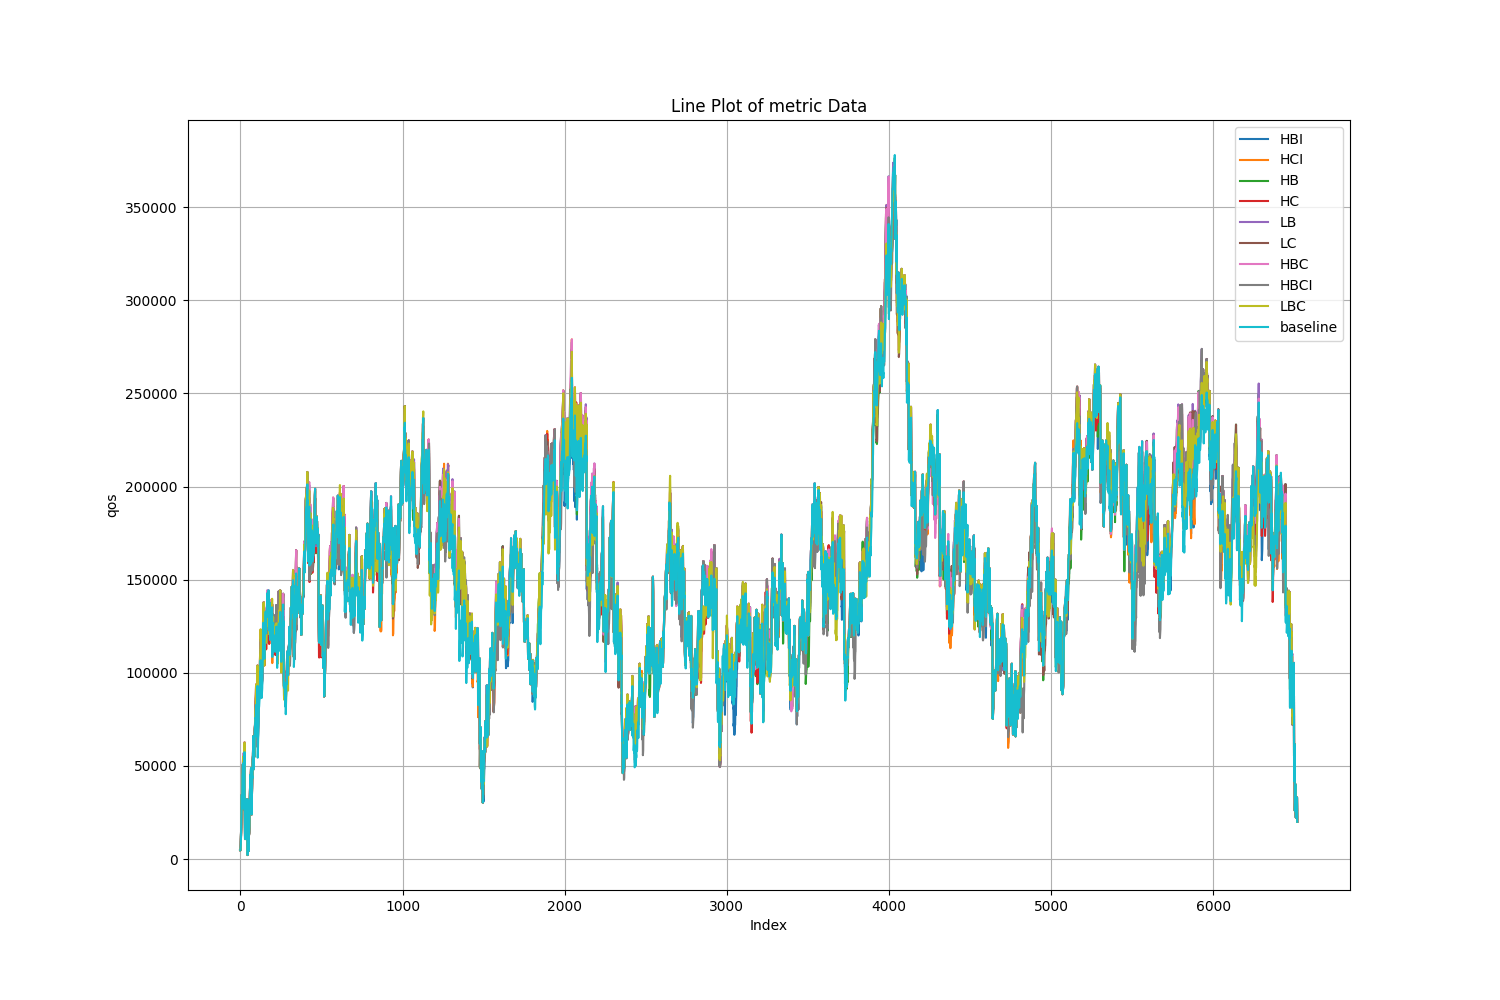 Line Plot of metric Data
HBI
HCI
HB
HC
LB
LC
HBC
HBCI
LBC
baseline
350000
300000
250000
200000
150000
100000
50000
0
qos
0 1000 2000 3000 4000 5000 6000
Index